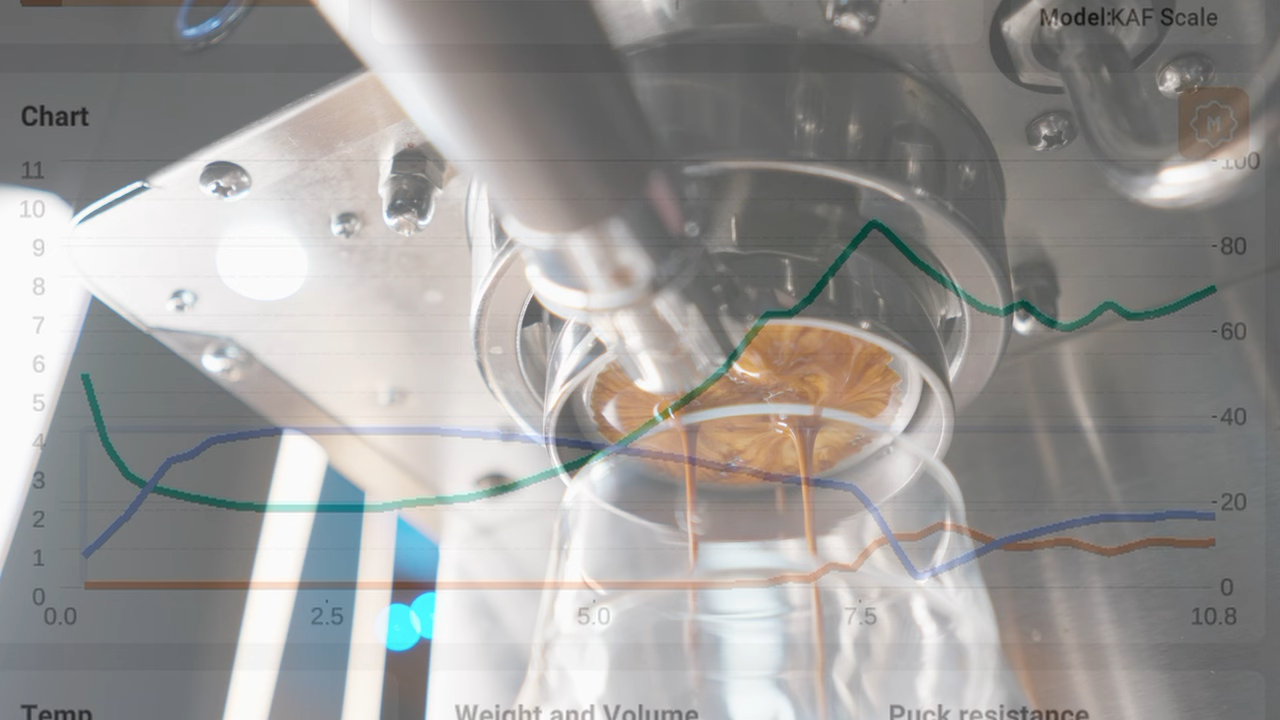 Model:KAF Scale
Chart
M
11
10
9
8
7
6
5
4
3
2
1
0
-100
-80
-60
-40
-20
0
0.0 2.5 5.0 7.5 10.8
Temp
Weight and Volume
Puck resistance